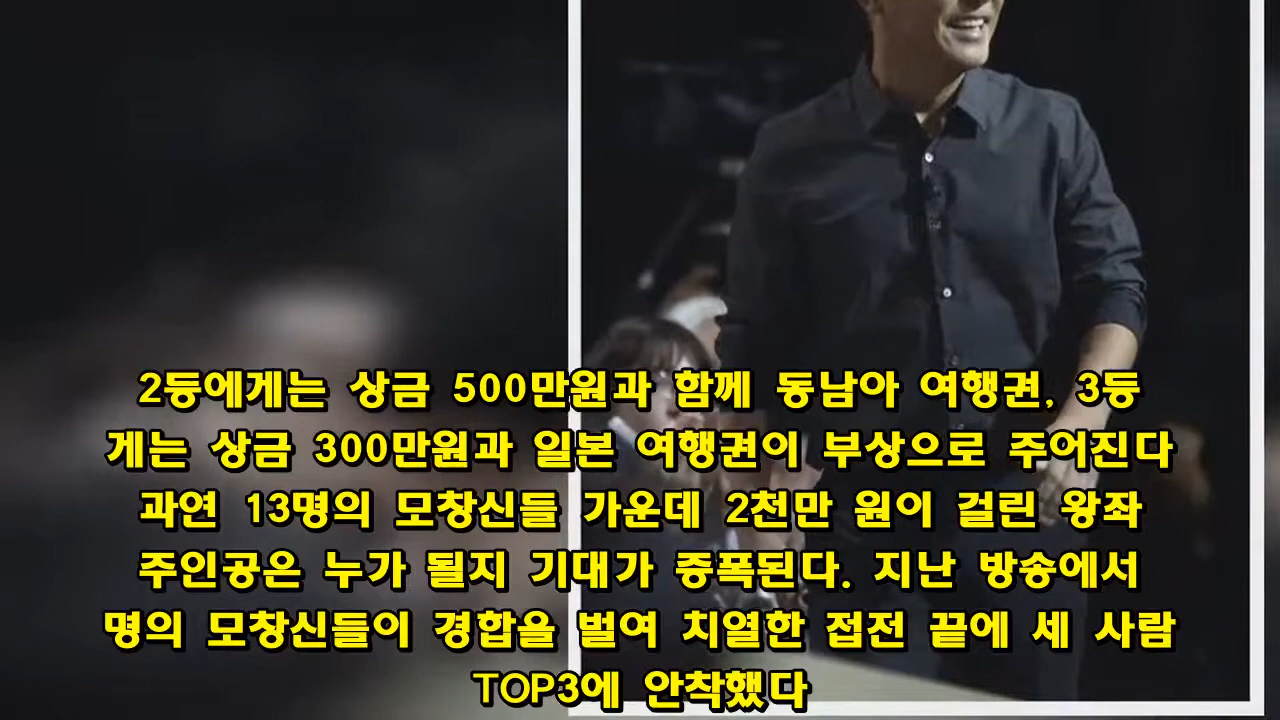 2등에게는 상금 500만원과 함께 동남아 여행권, 3등
게는 상금 300만원과 일본 여행권이 부상으로 주어진다
과연 13명의 모창신들 가운데 2천만 원이 걸린 왕좌
주인공은 누가 될지 기대가 증폭된다. 지난 방송에서
명의 모창신들이 경합을 벌여 치열한 접전 끝에 세 사람
TOP3에 안착했다